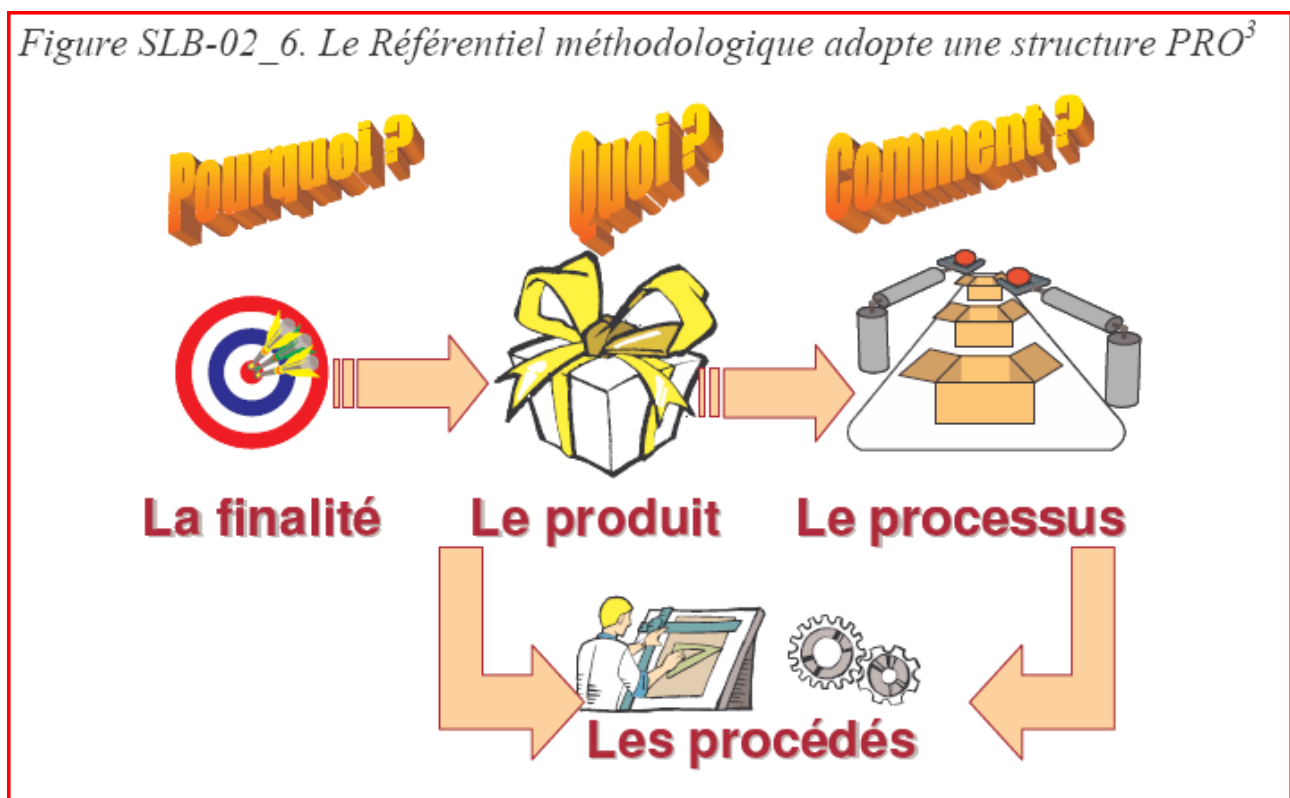 Figure SLB-02_6. Le Référentiel méthodologique adopte une structure PRO³
Pourquoi ?
Quoi ?
Comment ?
La finalité
Le produit
Le processus
Les procédés